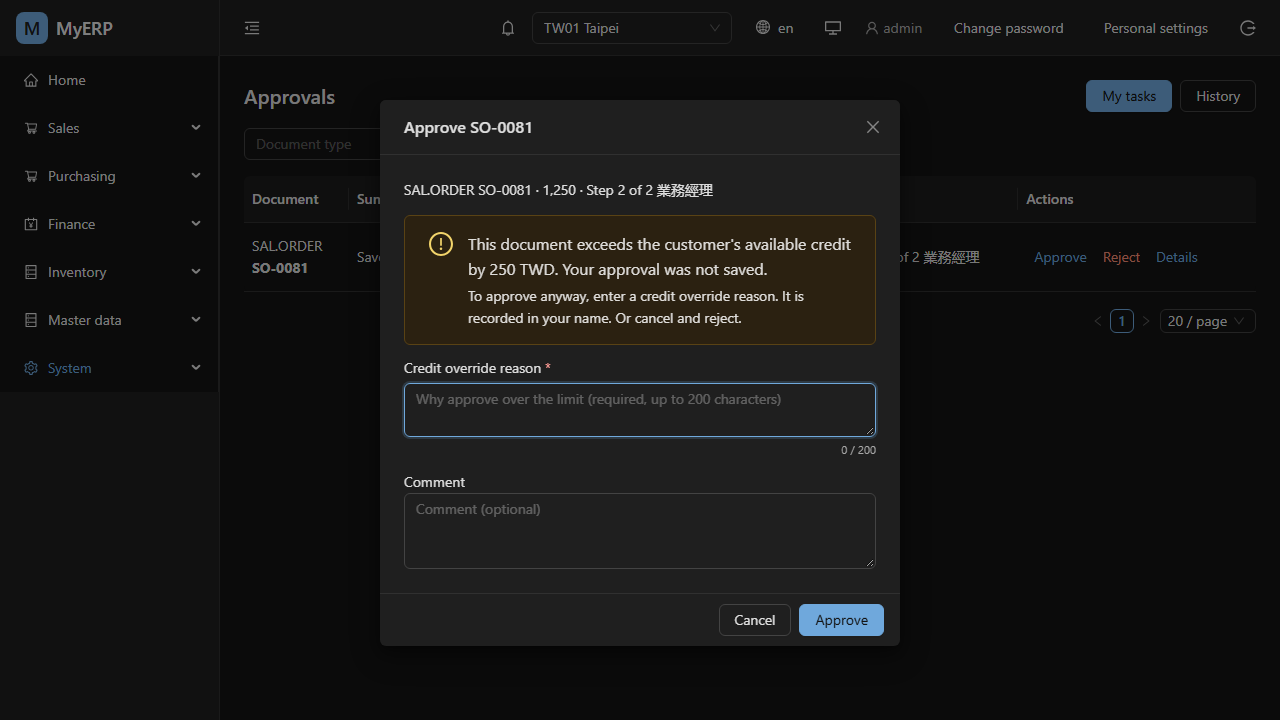 M MyERP
TW01 Taipei
en
admin
Change password
Personal settings
Home
Sales
Purchasing
Finance
Inventory
Master data
System
Approvals
My tasks
History
Document type
Document
Actions
SAL.ORDER
SO-0081
of 2 業務經理
Approve
Reject
Details
1
20 / page
Approve SO-0081
SAL.ORDER SO-0081 · 1,250 · Step 2 of 2 業務經理
This document exceeds the customer's available credit
by 250 TWD. Your approval was not saved.
To approve anyway, enter a credit override reason. It is
recorded in your name. Or cancel and reject.
Credit override reason *
Why approve over the limit (required, up to 200 characters)
0 / 200
Comment
Comment (optional)
Cancel
Approve